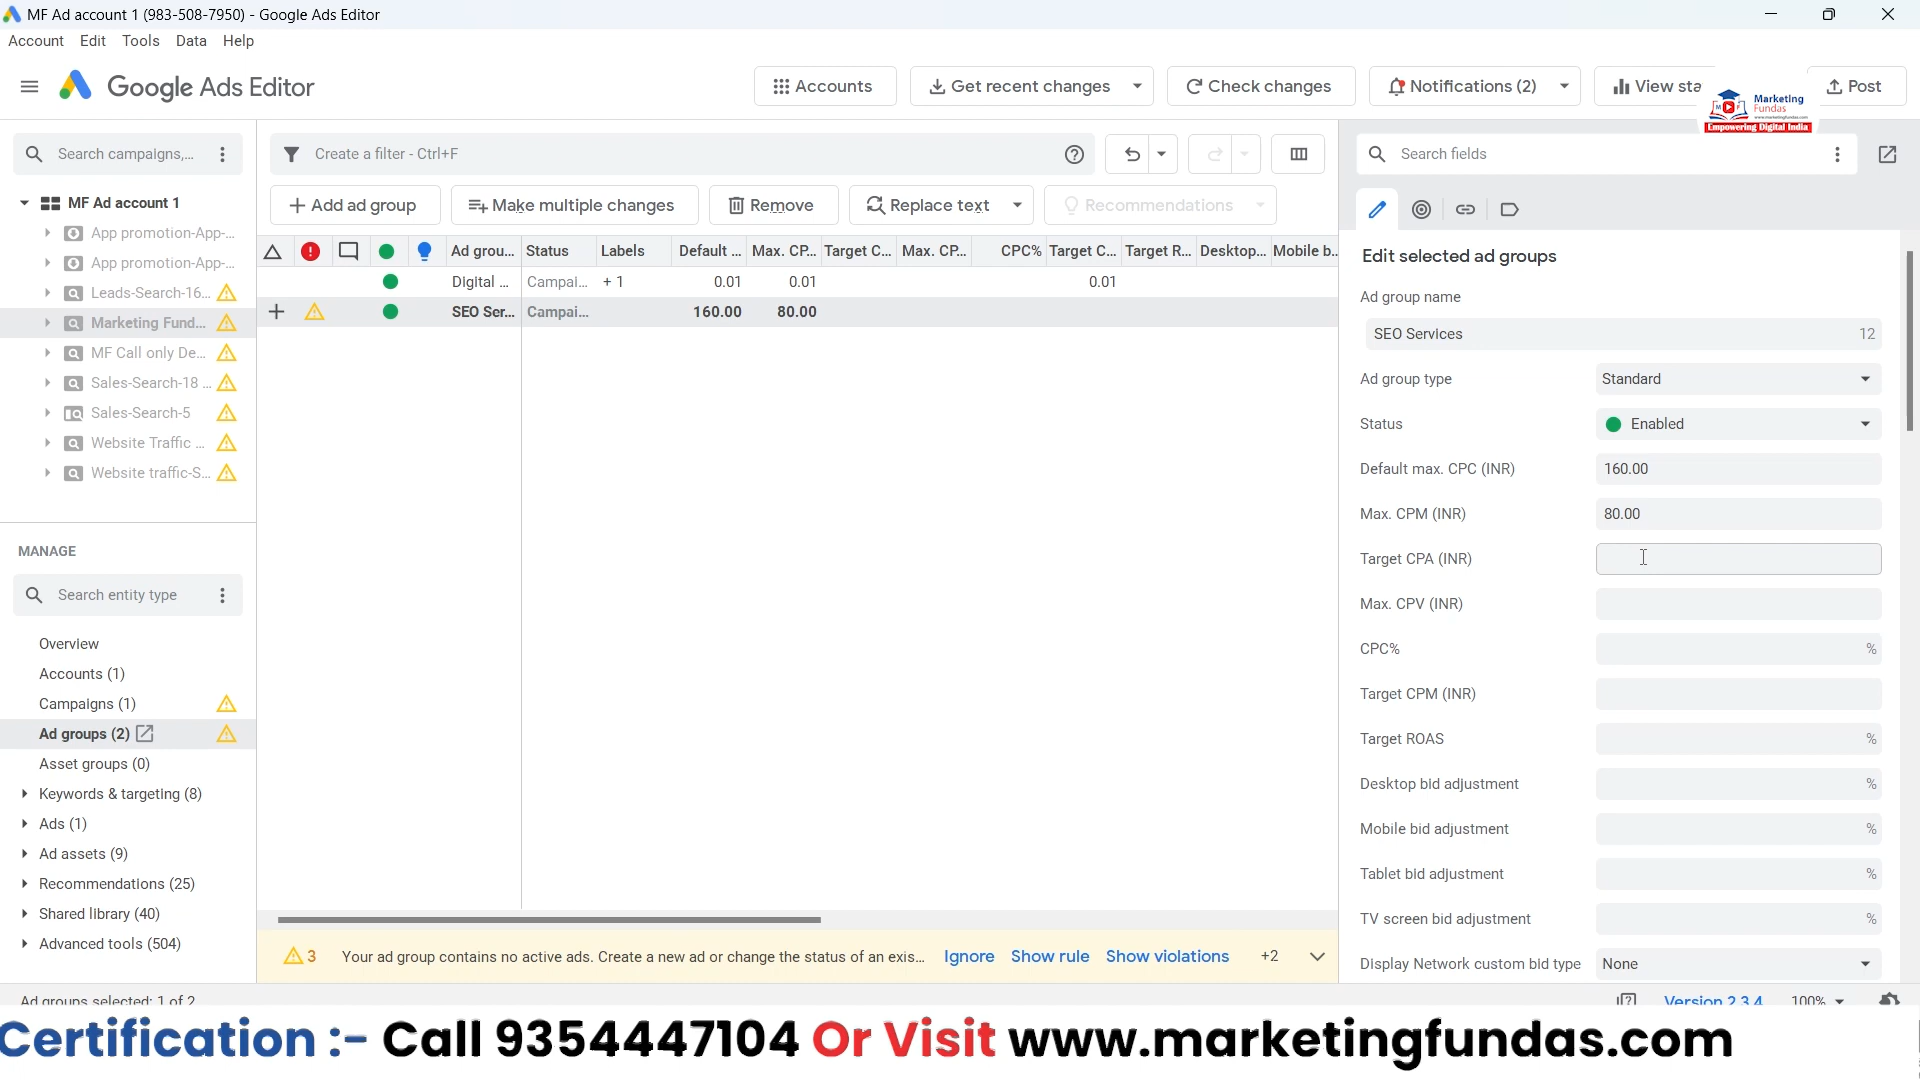 MF Ad account 1 (983-508-7950) - Google Ads Editor
Account Edit Tools Data Help
Google Ads Editor
Accounts
Get recent changes
Check changes
Notifications (2)
View sta
Marketing Fundas
www.marketingfundas.com
Empowering Digital India
Post
Search campaigns,...
Create a filter - Ctrl+F
Search fields
MF Ad account 1
App promotion-App-...
App promotion-App-...
Leads-Search-16...
Marketing Fund...
MF Call only De...
Sales-Search-18 ...
Sales-Search-5
Website Traffic ...
Website traffic-S...
Add ad group
Make multiple changes
Remove
Replace text
Recommendations
Ad grou... Status Labels Default ... Max. CP... Target C... Max. CP... CPC% Target C... Target R... Desktop... Mobile b...
Digital ... Campai... + 1 0.01 0.01 0.01
SEO Ser... Campai... 160.00 80.00
MANAGE
Search entity type
Overview
Accounts (1)
Campaigns (1)
Ad groups (2)
Asset groups (0)
Keywords & targeting (8)
Ads (1)
Ad assets (9)
Recommendations (25)
Shared library (40)
Advanced tools (504)
Edit selected ad groups
Ad group name
SEO Services 12
Ad group type Standard
Status Enabled
Default max. CPC (INR) 160.00
Max. CPM (INR) 80.00
Target CPA (INR)
Max. CPV (INR)
CPC% %
Target CPM (INR)
Target ROAS %
Desktop bid adjustment %
Mobile bid adjustment %
Tablet bid adjustment %
TV screen bid adjustment %
Display Network custom bid type None
3 Your ad group contains no active ads. Create a new ad or change the status of an exis... Ignore Show rule Show violations +2
Ad groups selected: 1 of 2
Version 2.3.4 100%
Certification :- Call 9354447104 Or Visit www.marketingfundas.com